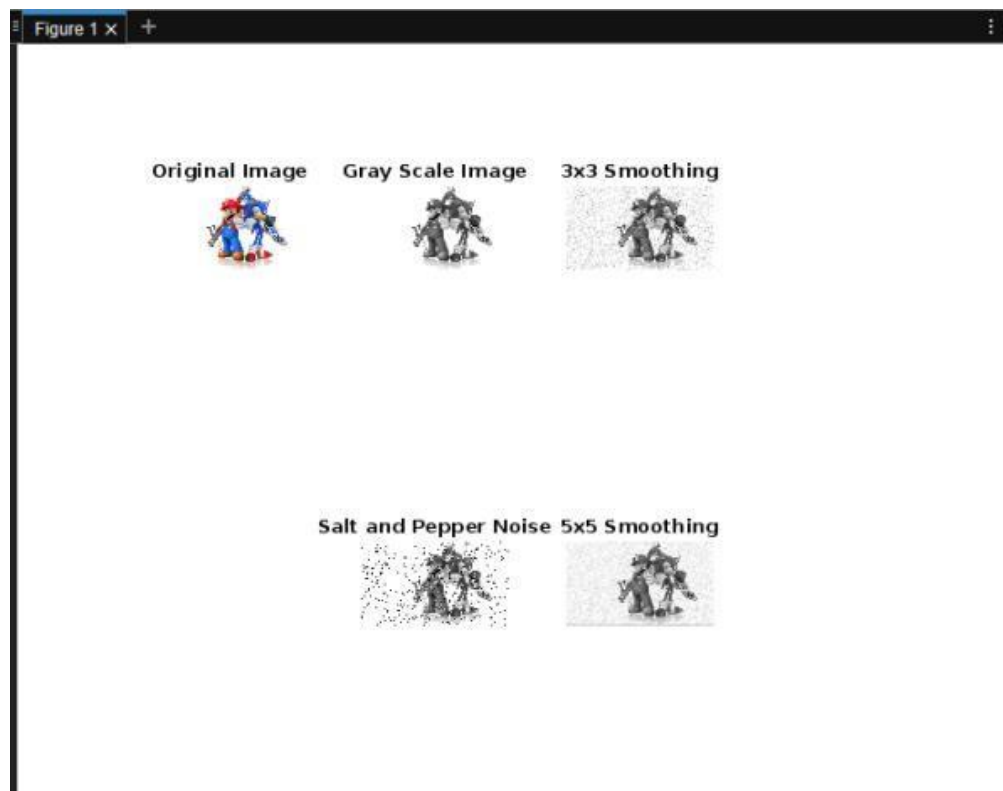 Figure 1
Original Image
Gray Scale Image
3x3 Smoothing
Salt and Pepper Noise
5x5 Smoothing